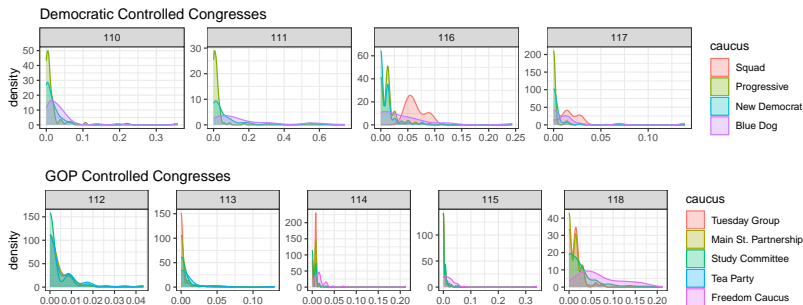 Democratic Controlled Congresses
110 111 116 117
density
50
40
30
20
10
0
0.0 0.1 0.2 0.3
30
20
10
0
0.0 0.2 0.4 0.6
60
40
20
0
0.00 0.05 0.10 0.15 0.20 0.25
200
150
100
50
0
0.00 0.05 0.10
caucus
Squad
Progressive
New Democrat
Blue Dog
GOP Controlled Congresses
112 113 114 115 118
density
150
100
50
0
0.00 0.01 0.02 0.03 0.04
150
100
50
0
0.00 0.05 0.10
200
150
100
50
0
0.00 0.05 0.10 0.15 0.20
100
50
0
0.0 0.1 0.2 0.3
40
30
20
10
0
0.00 0.05 0.10 0.15 0.20
caucus
Tuesday Group
Main St. Partnership
Study Committee
Tea Party
Freedom Caucus